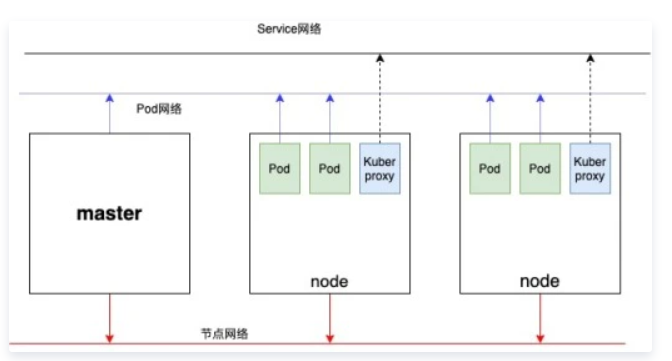 Service网络
Pod网络
master
Pod
Pod
Kuber
proxy
node
Pod
Pod
Kuber
proxy
node
节点网络